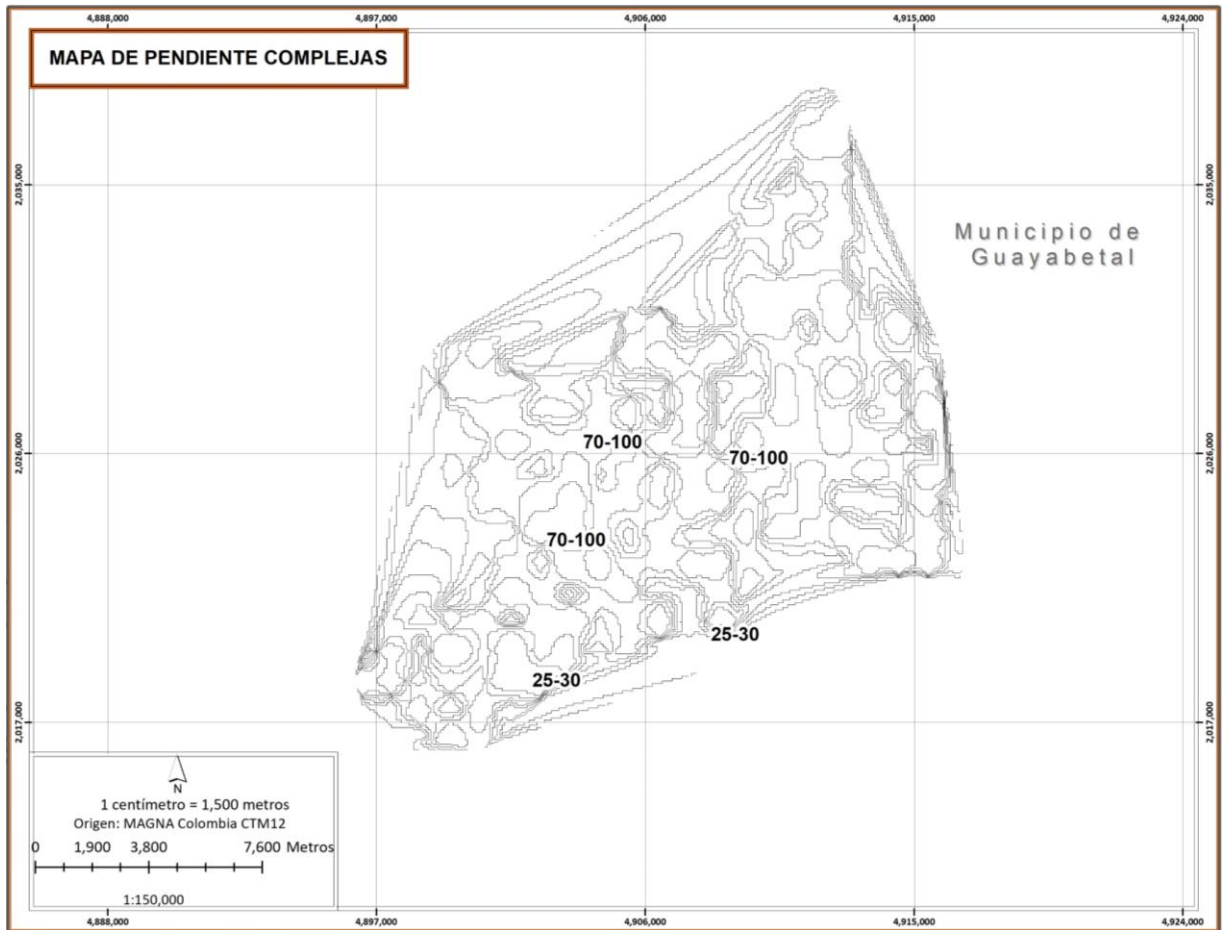 4,888,000 4,897,000 4,906,000 4,915,000 4,924,000
MAPA DE PENDIENTE COMPLEJAS
2,035,000 2,035,000
Municipio de
Guayabetal
70-100
70-100
2,026,000 2,026,000
70-100
25-30
25-30
2,017,000 2,017,000
N
1 centímetro = 1,500 metros
Origen: MAGNA Colombia CTM12
0 1,900 3,800 7,600 Metros
1:150,000
4,888,000 4,897,000 4,906,000 4,915,000 4,924,000